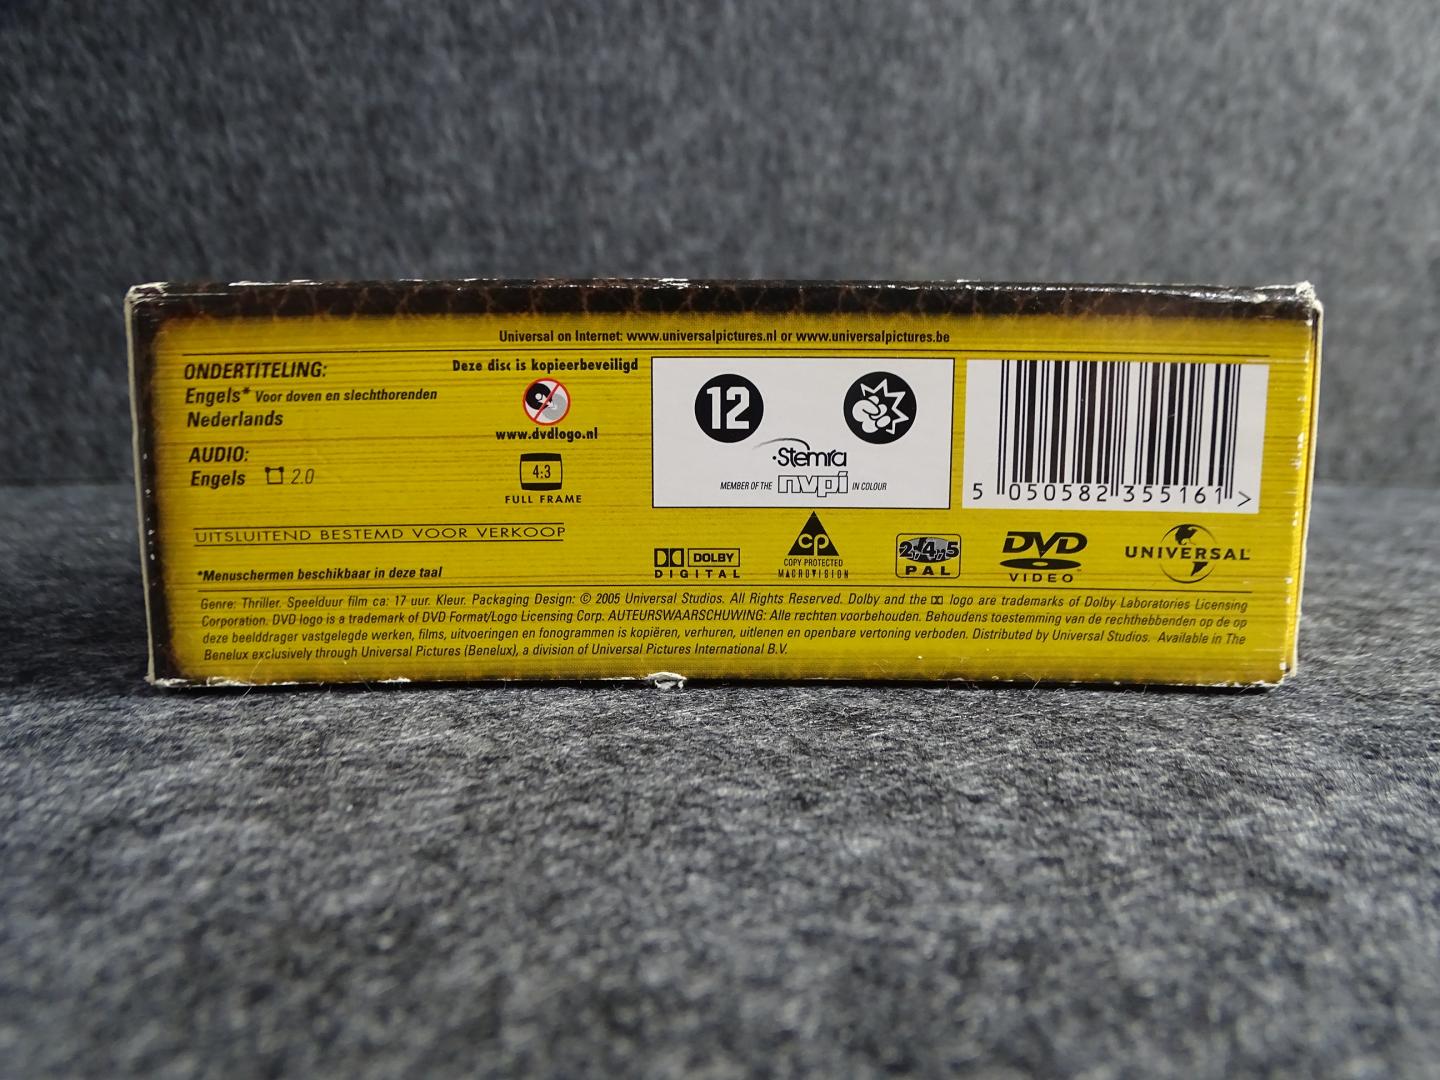 Universal on Internet: www.universalpictures.nl or www.universalpictures.be
ONDERTITELING:
Engels* Voor doven en slechthorenden
Nederlands
AUDIO:
Engels 2.0
UITSLUITEND BESTEMD VOOR VERKOOP
*Menuschermen beschikbaar in deze taal
Deze disc is kopieerbeveiligd
www.dvdlogo.nl
4:3
FULL FRAME
12
Stemra
MEMBER OF THE nvpi IN COLOUR
5 050582 355161 >
DOLBY
DIGITAL
cp
COPY PROTECTED
MACROVISION
2,4,5
PAL
DVD
VIDEO
UNIVERSAL
Genre: Thriller. Speelduur film ca: 17 uur. Kleur. Packaging Design: © 2005 Universal Studios. All Rights Reserved. Dolby and the logo are trademarks of Dolby Laboratories Licensing
Corporation. DVD logo is a trademark of DVD Format/Logo Licensing Corp. AUTEURSWAARSCHUWING: Alle rechten voorbehouden. Behoudens toestemming van de rechthebbenden op de op
deze beelddrager vastgelegde werken, films, uitvoeringen en fonogrammen is kopiëren, verhuren, uitlenen en openbare vertoning verboden. Distributed by Universal Studios. Available in The
Benelux exclusively through Universal Pictures (Benelux), a division of Universal Pictures International B.V.